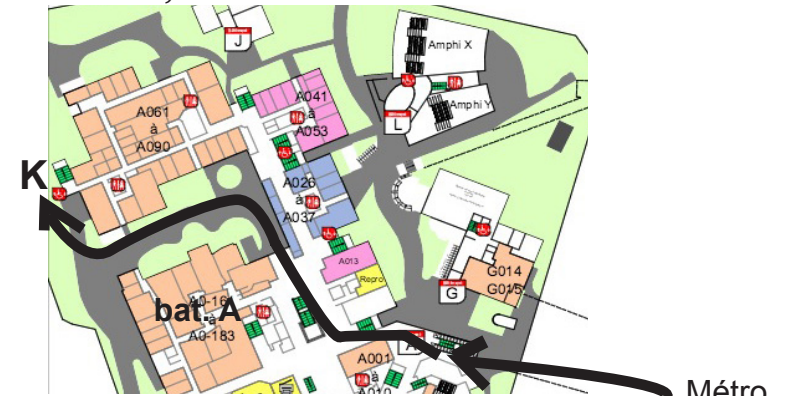 J
Amphi X
A041
à
A053
A061
à
A090
Amphi Y
L
K
A026
à
A037
A013
Repro
G014
G015
G
A0-16
bat. A
à
A0-183
A
A001
à
A010
Métro